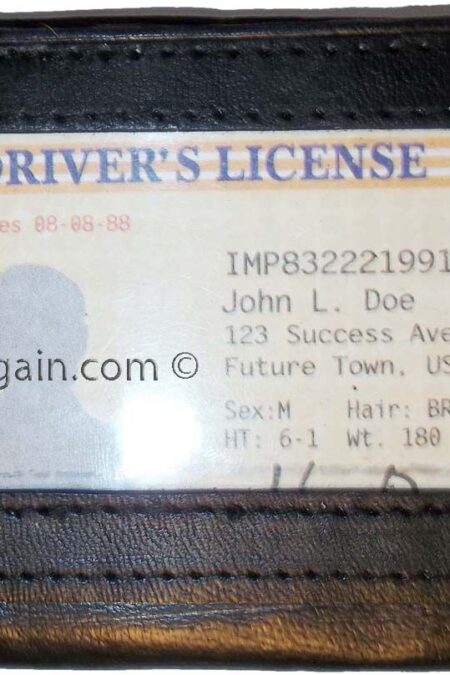 DRIVER'S LICENSE
es 08-08-88
IMP832221991
John L. Doe
123 Success Ave
Future Town, US
Sex:M Hair: BR
HT: 6-1 Wt. 180
gain.com ©